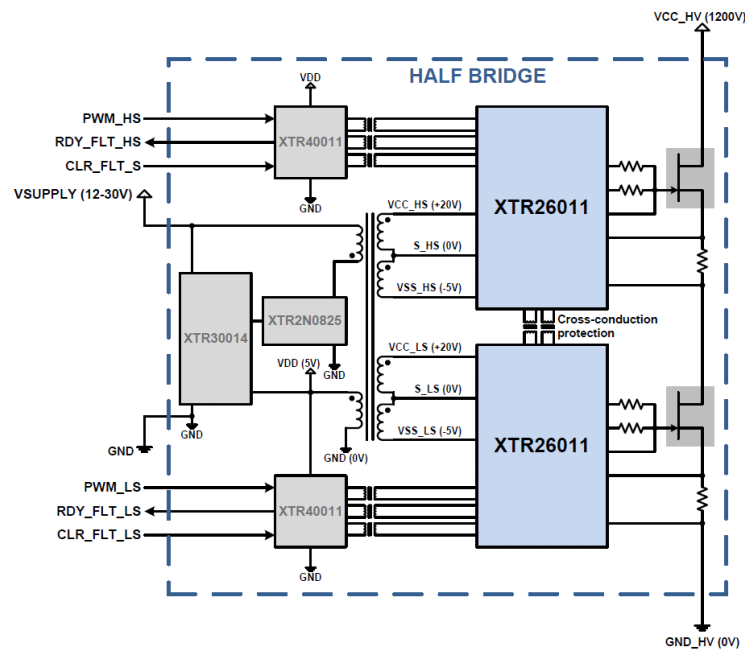 VCC_HV (1200V)
HALF BRIDGE
VDD
PWM_HS
RDY_FLT_HS
CLR_FLT_S
XTR40011
GND
VSUPPLY (12-30V)
VCC_HS (+20V)
S_HS (0V)
VSS_HS (-5V)
XTR26011
XTR30014
XTR2N0825
Cross-conduction
protection
VDD (5V)
GND
VCC_LS (+20V)
S_LS (0V)
VSS_LS (-5V)
XTR26011
GND
GND
GND (0V)
PWM_LS
RDY_FLT_LS
CLR_FLT_LS
XTR40011
GND
GND_HV (0V)